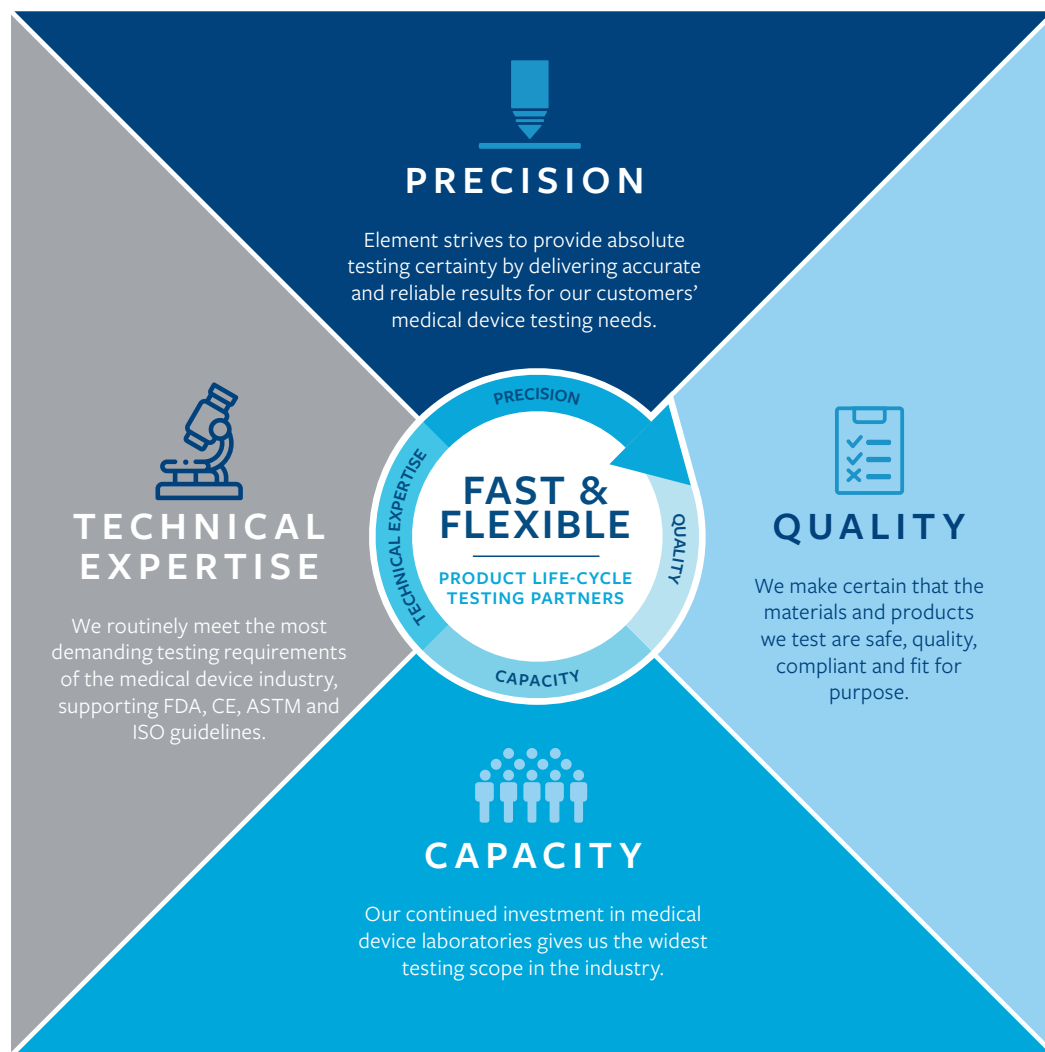 PRECISION
Element strives to provide absolute
testing certainty by delivering accurate
and reliable results for our customers’
medical device testing needs.
TECHNICAL
EXPERTISE
We routinely meet the most
demanding testing requirements
of the medical device industry,
supporting FDA, CE, ASTM and
ISO guidelines.
PRECISION
TECHNICAL EXPERTISE
FAST &
FLEXIBLE
PRODUCT LIFE-CYCLE
TESTING PARTNERS
QUALITY
CAPACITY
QUALITY
We make certain that the
materials and products
we test are safe, quality,
compliant and fit for
purpose.
CAPACITY
Our continued investment in medical
device laboratories gives us the widest
testing scope in the industry.